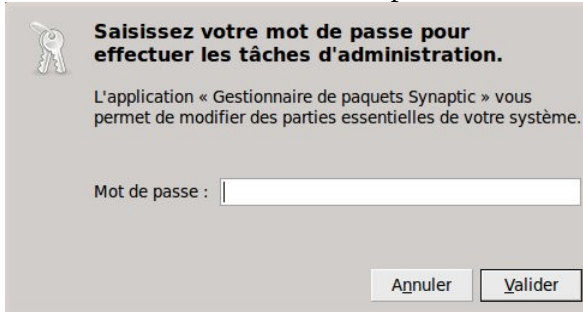 Saisissez votre mot de passe pour
effectuer les tâches d'administration.
L'application « Gestionnaire de paquets Synaptic » vous
permet de modifier des parties essentielles de votre système.
Mot de passe :
Annuler Valider